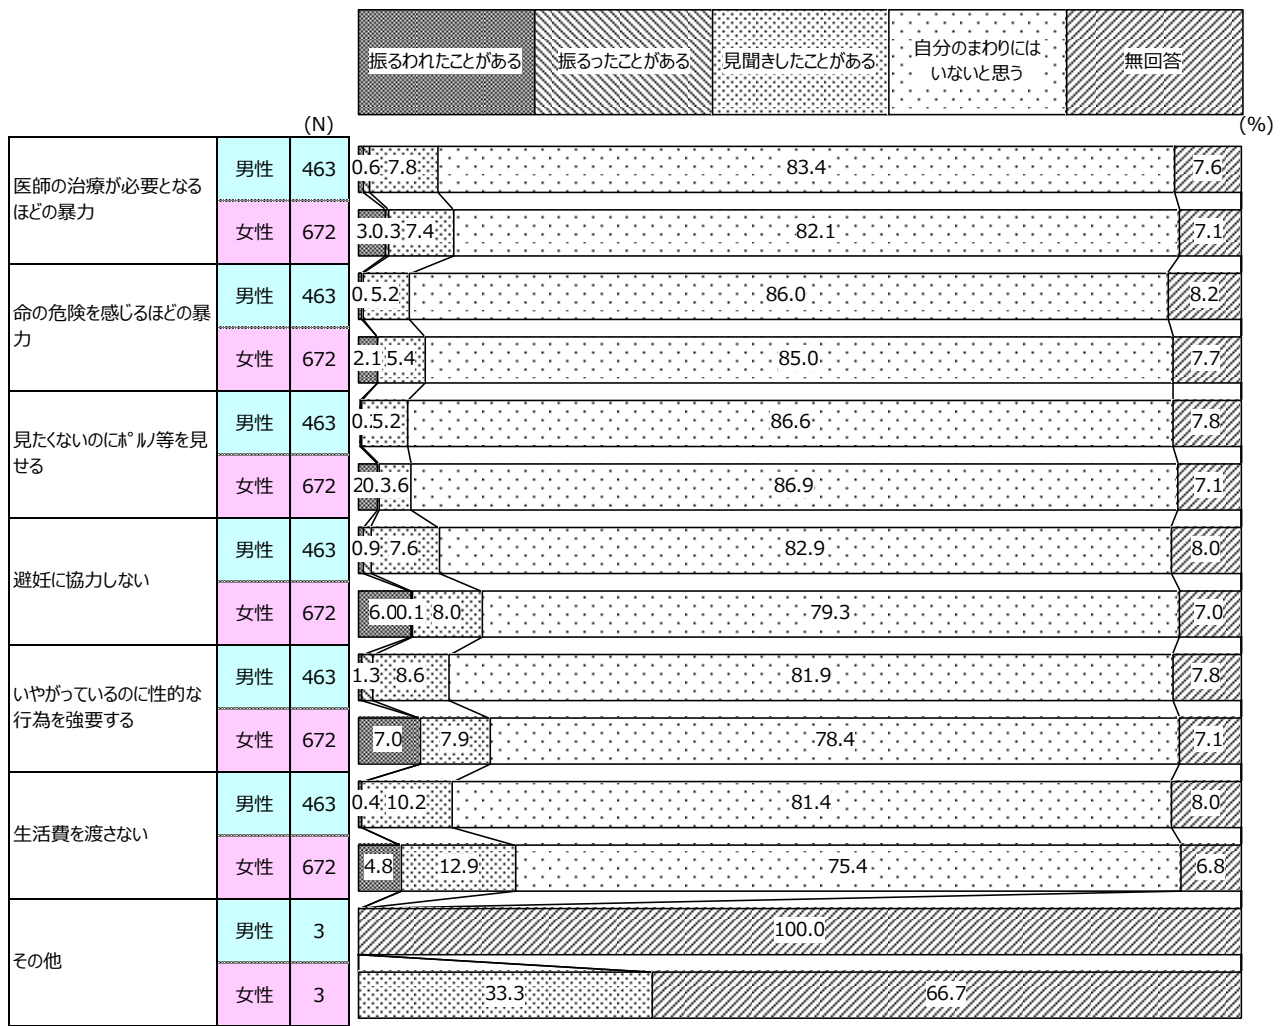 振るわれたことがある 振るったことがある 見聞きしたことがある 自分のまわりには 無回答
いないと思う
(N) (%)
医師の治療が必要となる
ほどの暴力
男性 463 0.6 7.8 83.4 7.6
女性 672 0.3 7.4 82.1 7.1
命の危険を感じるほどの暴
力
男性 463 5.2 86.0 8.2
女性 672 2.1 5.4 85.0 7.7
見たくないのにﾎﾟﾙﾉ等を見
せる
男性 463 5.2 86.6 7.8
女性 672 0.3 3.6 86.9 7.1
避妊に協力しない
男性 463 0.9 7.6 82.9 8.0
女性 672 6.0 0.1 8.0 79.3 7.0
いやがっているのに性的な
行為を強要する
男性 463 1.3 8.6 81.9 7.8
女性 672 7.0 7.9 78.4 7.1
生活費を渡さない
男性 463 0.4 10.2 81.4 8.0
女性 672 4.8 12.9 75.4 6.8
その他
男性 3 100.0
女性 3 33.3 66.7